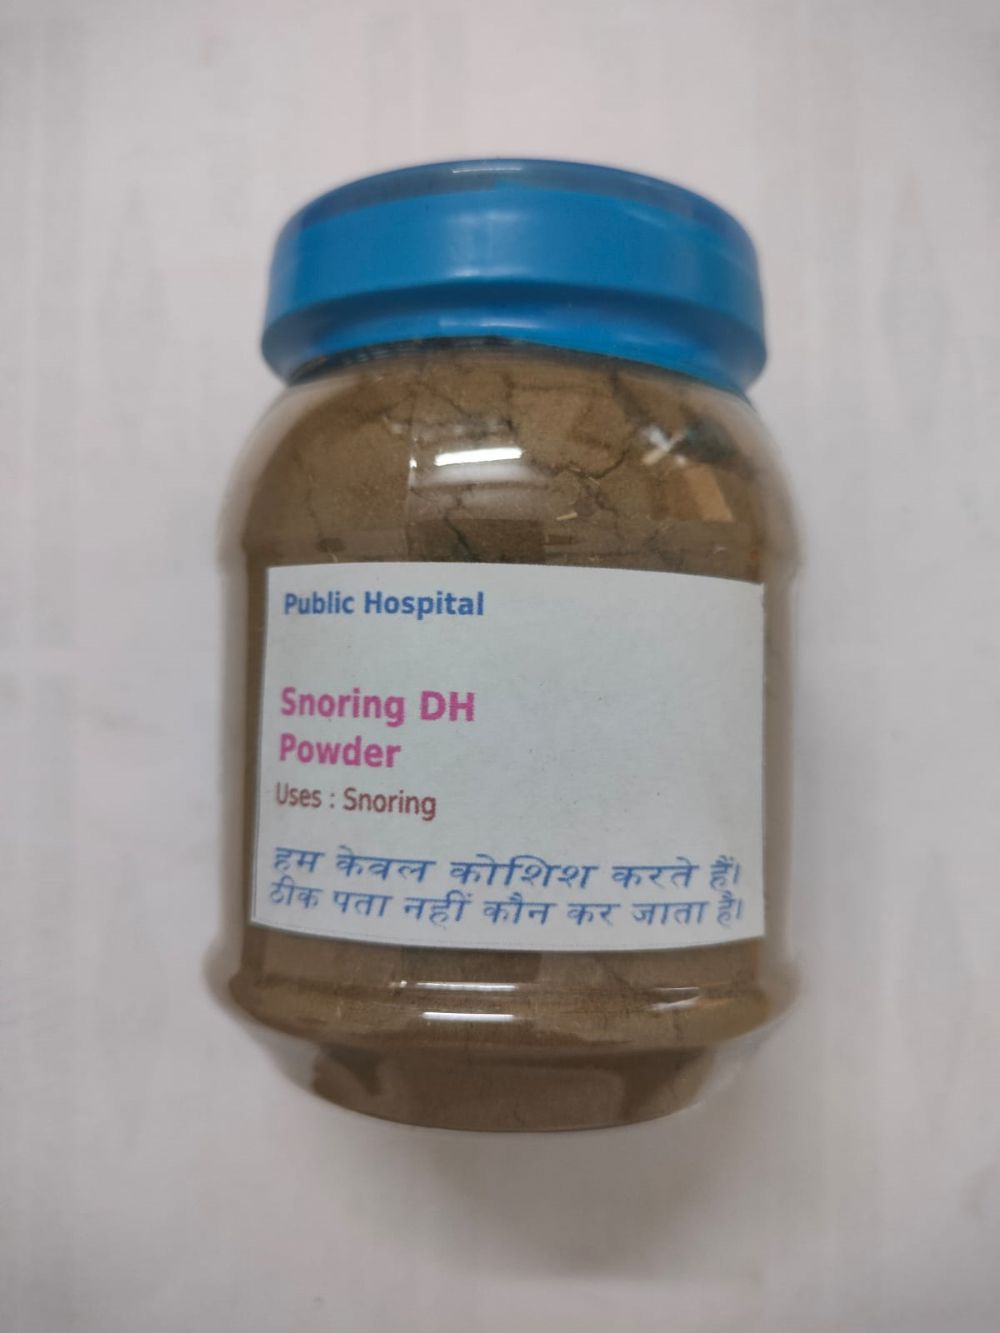 Public Hospital
Snoring DH
Powder
Uses : Snoring
हम केवल कोशिश करते हैं।
ठीक पता नहीं कौन कर जाता है।